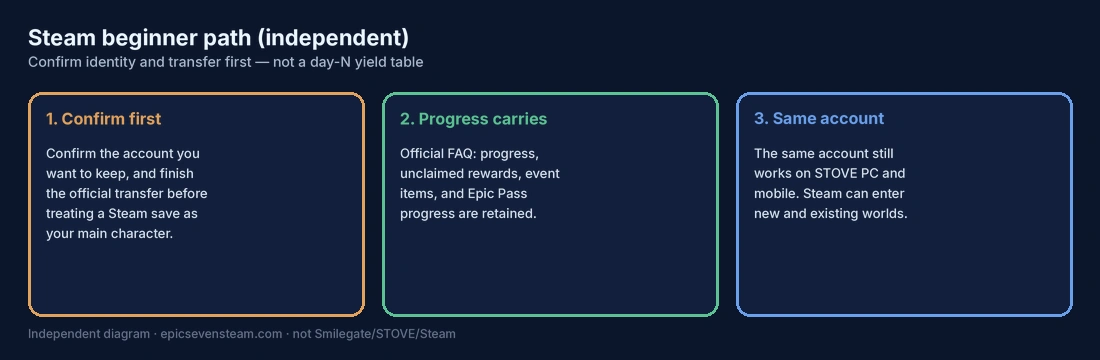 Steam beginner path (independent)
Confirm identity and transfer first — not a day-N yield table
1. Confirm first
Confirm the account you
want to keep, and finish
the official transfer before
treating a Steam save as
your main character.
2. Progress carries
Official FAQ: progress,
unclaimed rewards, event
items, and Epic Pass
progress are retained.
3. Same account
The same account still
works on STOVE PC and
mobile. Steam can enter
new and existing worlds.
Independent diagram · epicsevensteam.com · not Smilegate/STOVE/Steam